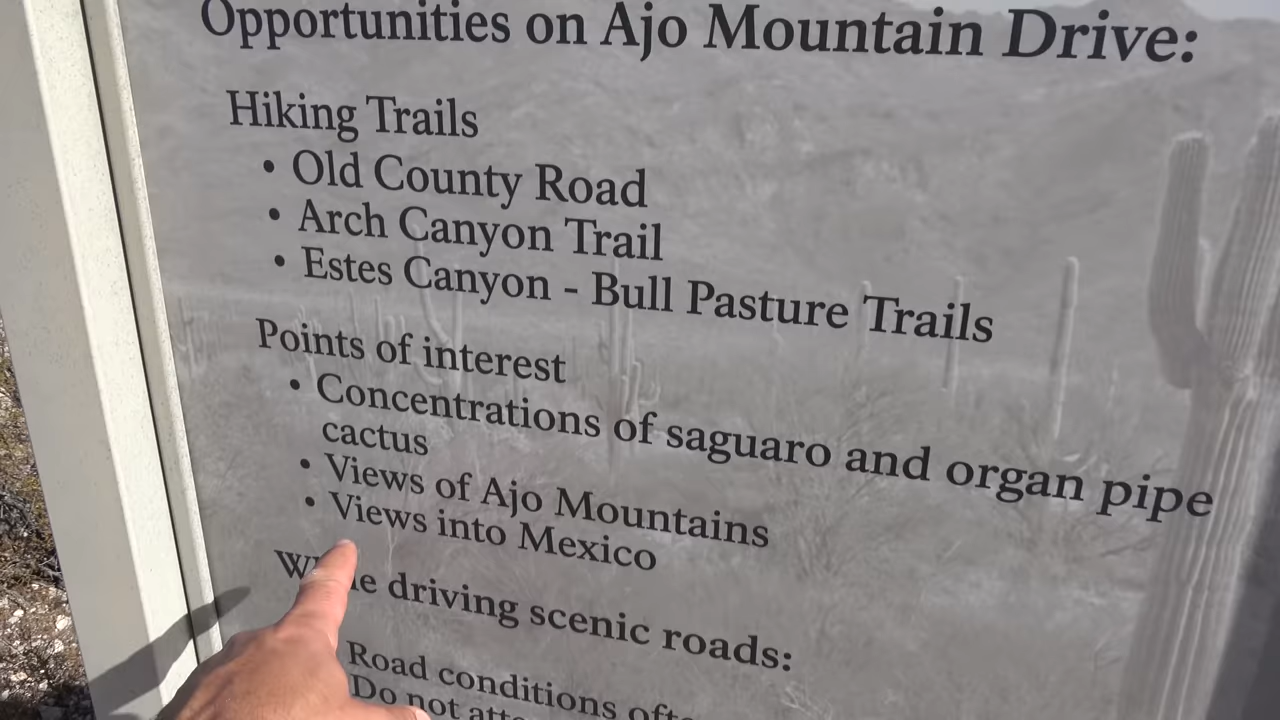 Opportunities on Ajo Mountain Drive:
Hiking Trails
• Old County Road
• Arch Canyon Trail
• Estes Canyon - Bull Pasture Trails
Points of interest
• Concentrations of saguaro and organ pipe
cactus
• Views of Ajo Mountains
• Views into Mexico
While driving scenic roads:
Road conditions
Do not